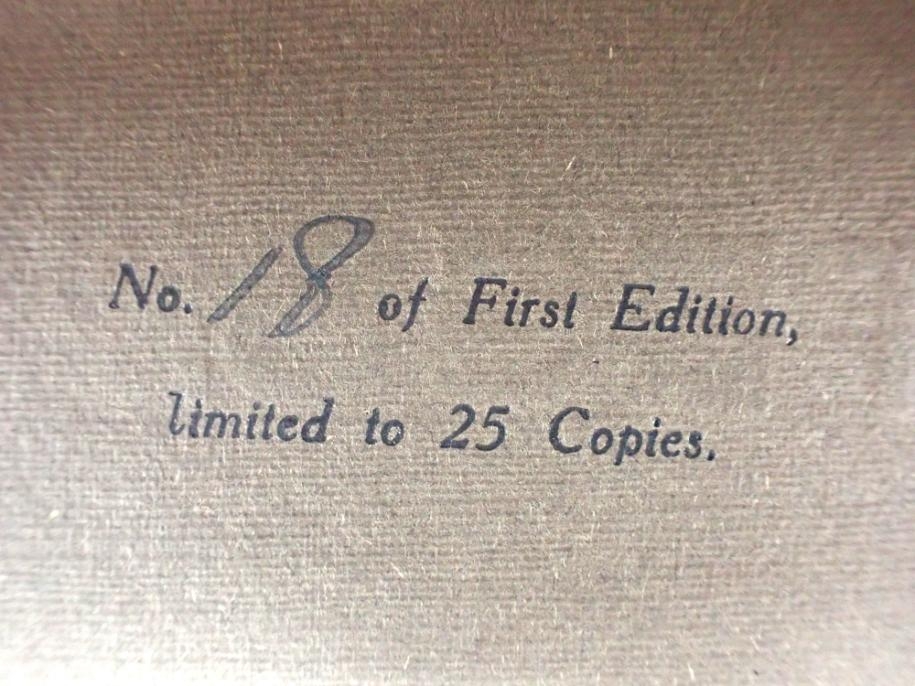 No. 18 of First Edition,
limited to 25 Copies.